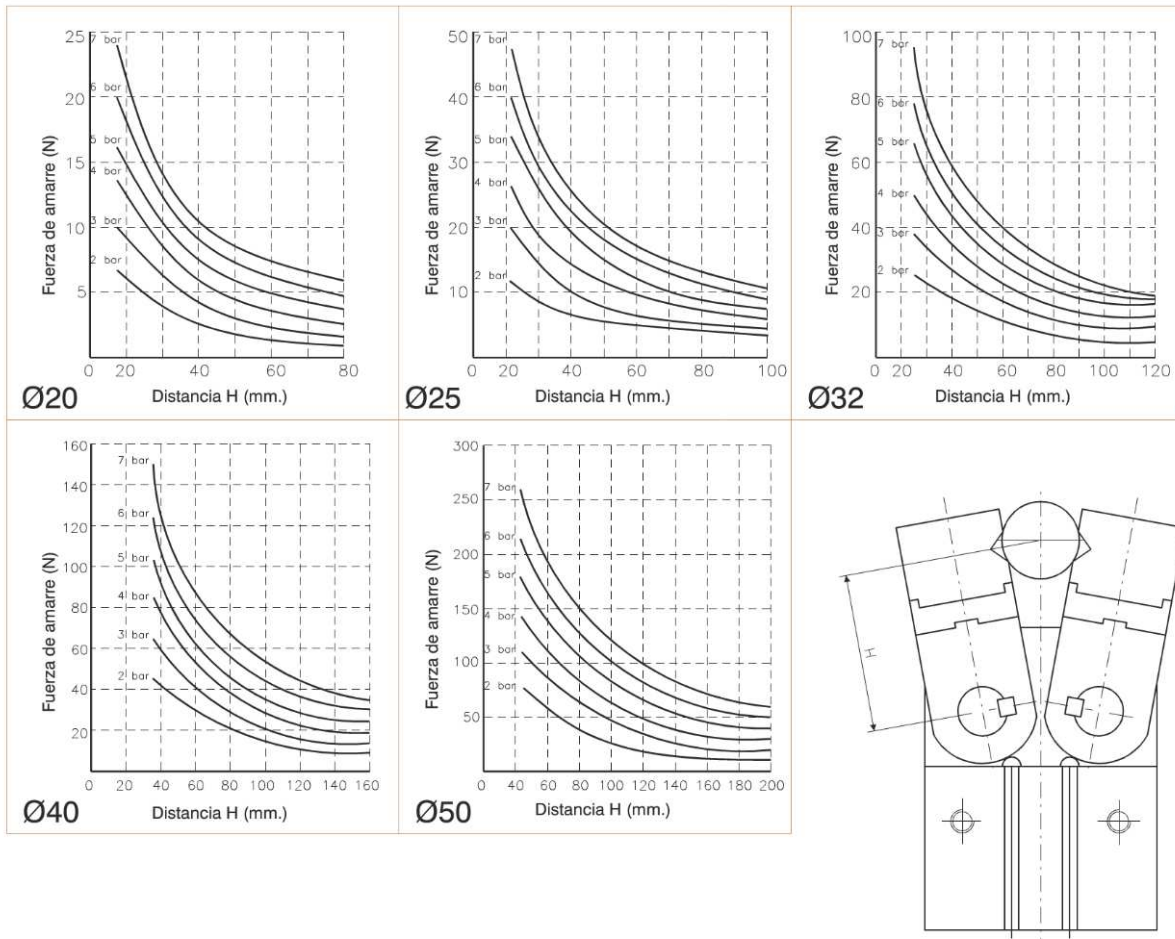 25
20
15
10
5
7 bar
6 bar
5 bar
4 bar
3 bar
2 bar
Fuerza de amarre (N)
0 20 40 60 80
Ø20
Distancia H (mm.)
50
40
30
20
10
7 bar
6 bar
5 bar
4 bar
3 bar
2 bar
Fuerza de amarre (N)
0 20 40 60 80 100
Ø25
Distancia H (mm.)
100
80
60
40
20
7 bar
6 bar
5 bar
4 bar
3 bar
2 bar
Fuerza de amarre (N)
0 20 40 60 80 100 120
Ø32
Distancia H (mm.)
160
140
120
100
80
60
40
20
7 bar
6 bar
5 bar
4 bar
3 bar
2 bar
Fuerza de amarre (N)
0 20 40 60 80 100 120 140 160
Ø40
Distancia H (mm.)
300
250
200
150
100
50
7 bar
6 bar
5 bar
4 bar
3 bar
2 bar
Fuerza de amarre (N)
0 20 40 60 80 100 120 140 160 180 200
Ø50
Distancia H (mm.)
H